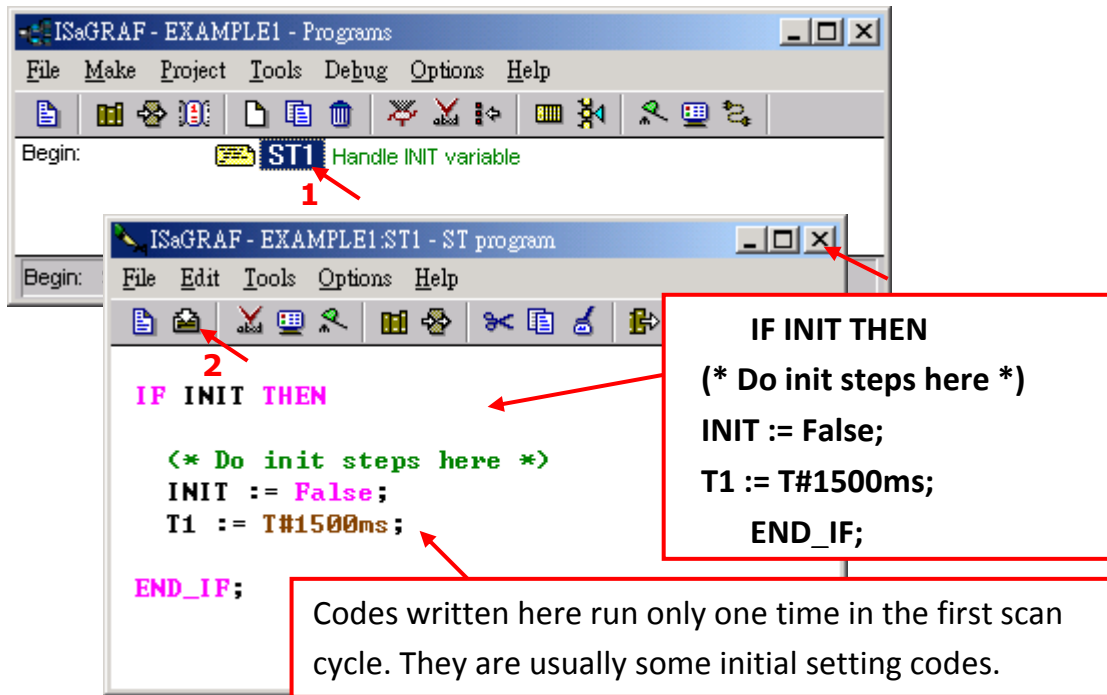 ISaGRAF - EXAMPLE1 - Programs
File Make Project Tools Debug Options Help
Begin: ST1 Handle INIT variable
1
ISaGRAF - EXAMPLE1:ST1 - ST program
Begin:
File Edit Tools Options Help
2
IF INIT THEN
(* Do init steps here *)
INIT := False;
T1 := T#1500ms;
END_IF;
IF INIT THEN
(* Do init steps here *)
INIT := False;
T1 := T#1500ms;
END_IF;
Codes written here run only one time in the first scan
cycle. They are usually some initial setting codes.